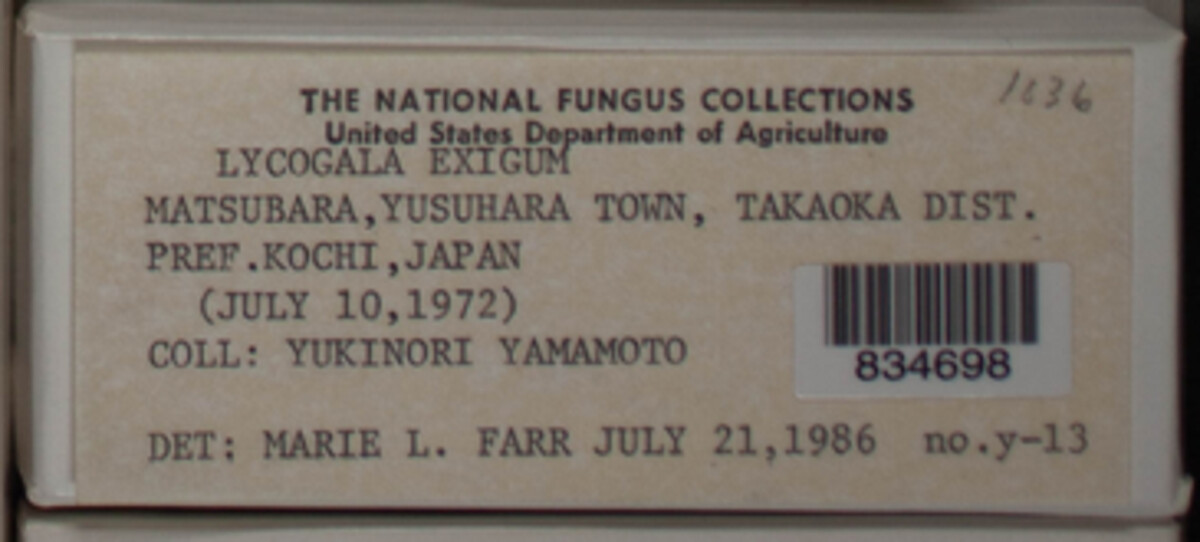 1636
THE NATIONAL FUNGUS COLLECTIONS
United States Department of Agriculture
LYCOGALA EXIGUM
MATSUBARA,YUSUHARA TOWN, TAKAOKA DIST.
PREF.KOCHI,JAPAN
(JULY 10,1972)
COLL: YUKINORI YAMAMOTO
834698
DET: MARIE L. FARR JULY 21,1986 no.y-13